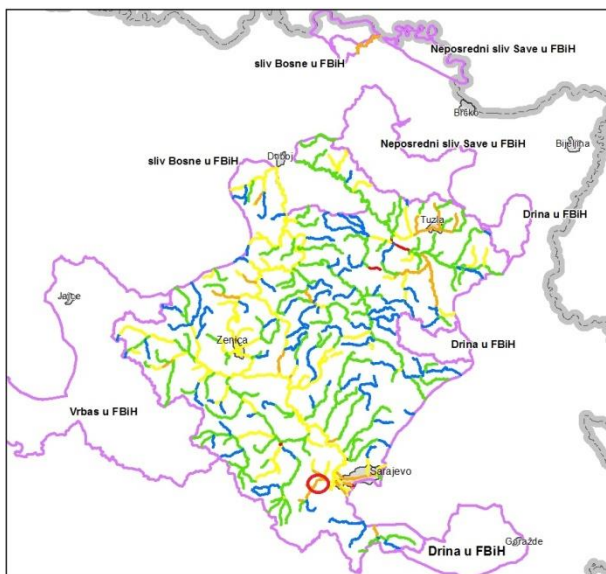 Neposredni sliv Save u FBiH
sliv Bosne u FBiH
Brčko
Bijeljina
Neposredni sliv Save u FBiH
sliv Bosne u FBiH
Doboj
Drina u FBiH
Tuzla
Jajce
Zenica
Drina u FBiH
Vrbas u FBiH
Sarajevo
Goražde
Drina u FBiH